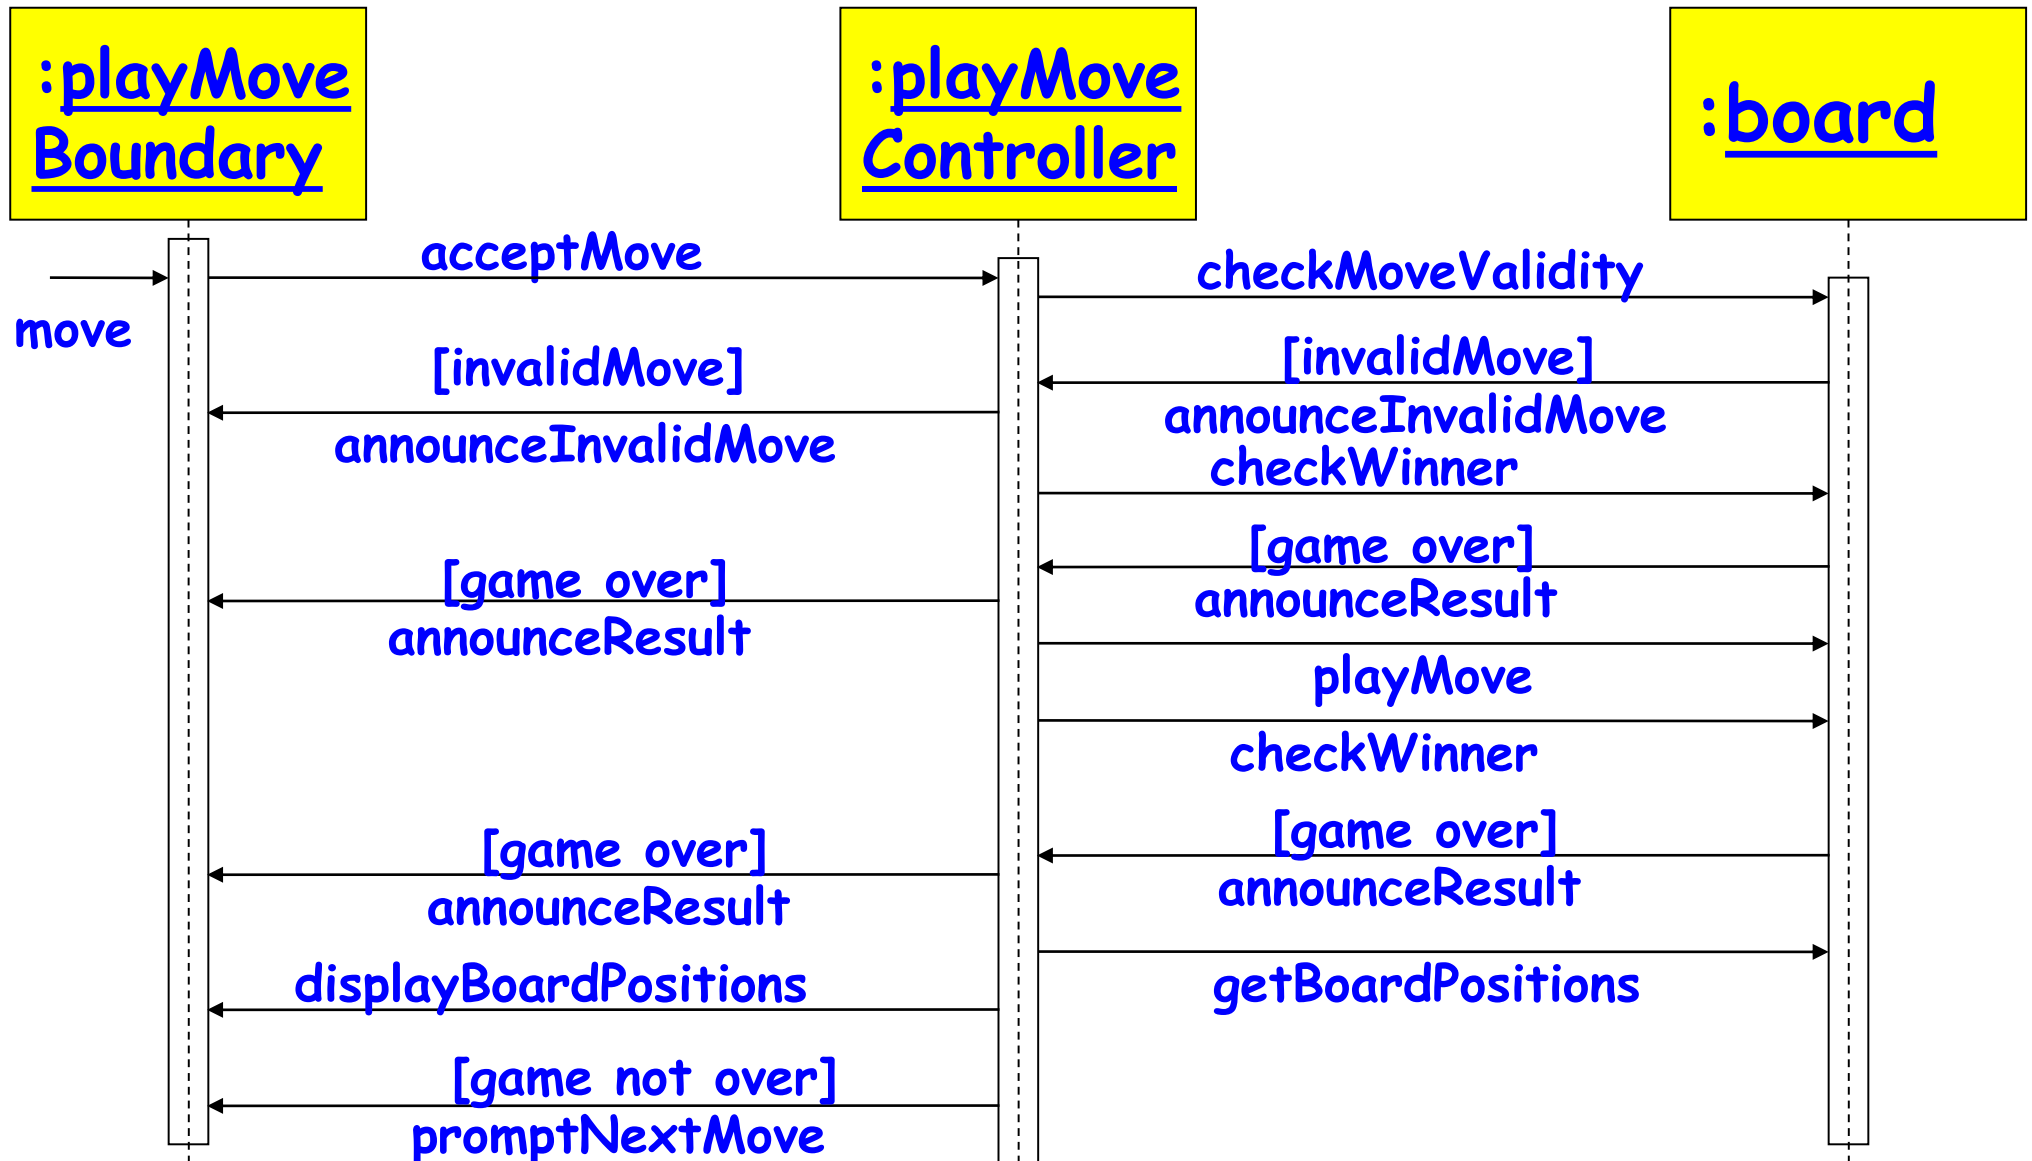 :playMove
Boundary
:playMove
Controller
:board
acceptMove
checkMoveValidity
move
[invalidMove]
[invalidMove]
announceInvalidMove
announceInvalidMove
checkWinner
[game over]
[game over]
announceResult
announceResult
playMove
checkWinner
[game over]
[game over]
announceResult
announceResult
displayBoardPositions
getBoardPositions
[game not over]
promptNextMove